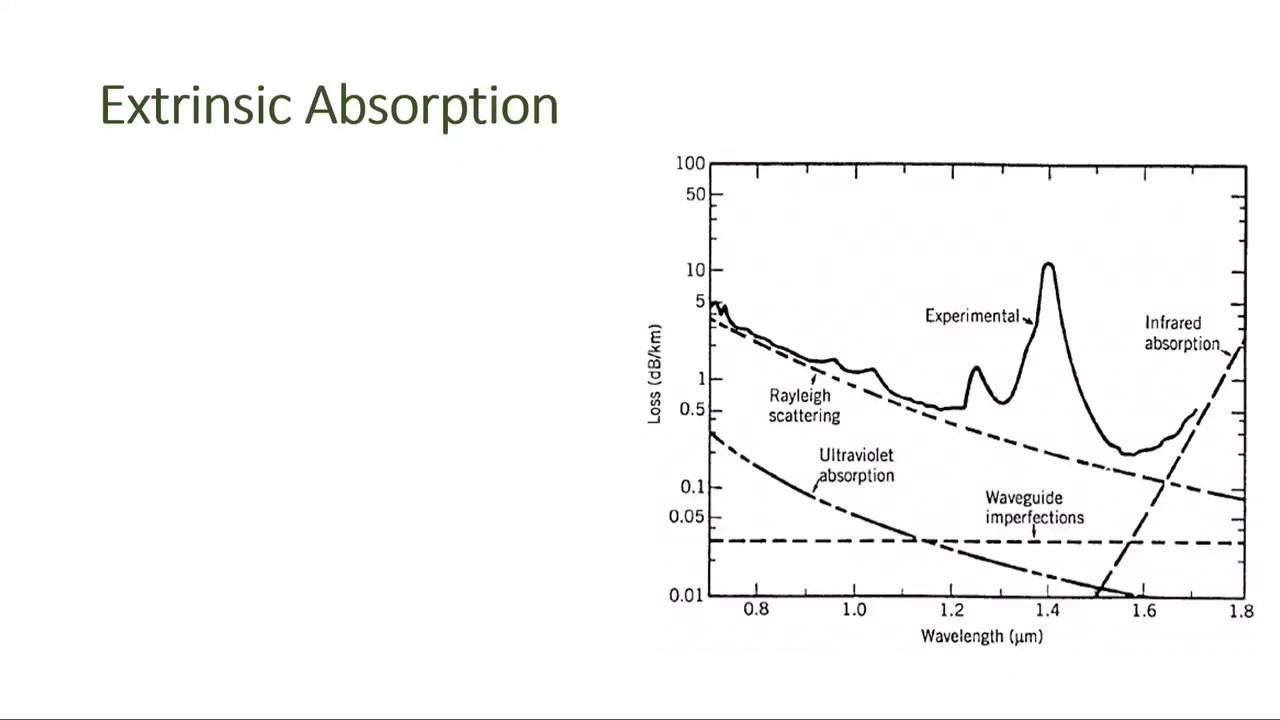 Extrinsic Absorption
100
50
10
5
1
0.5
0.1
0.05
0.01
Loss (dB/km)
Experimental
Infrared
absorption
Rayleigh
scattering
Ultraviolet
absorption
Waveguide
imperfections
0.8 1.0 1.2 1.4 1.6 1.8
Wavelength (μm)